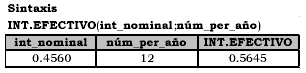 Sintaxis
INT.EFECTIVO(int_nominal;núm_per_año)
int_nominal núm_per_año INT.EFECTIVO
0.4560 12 0.5645